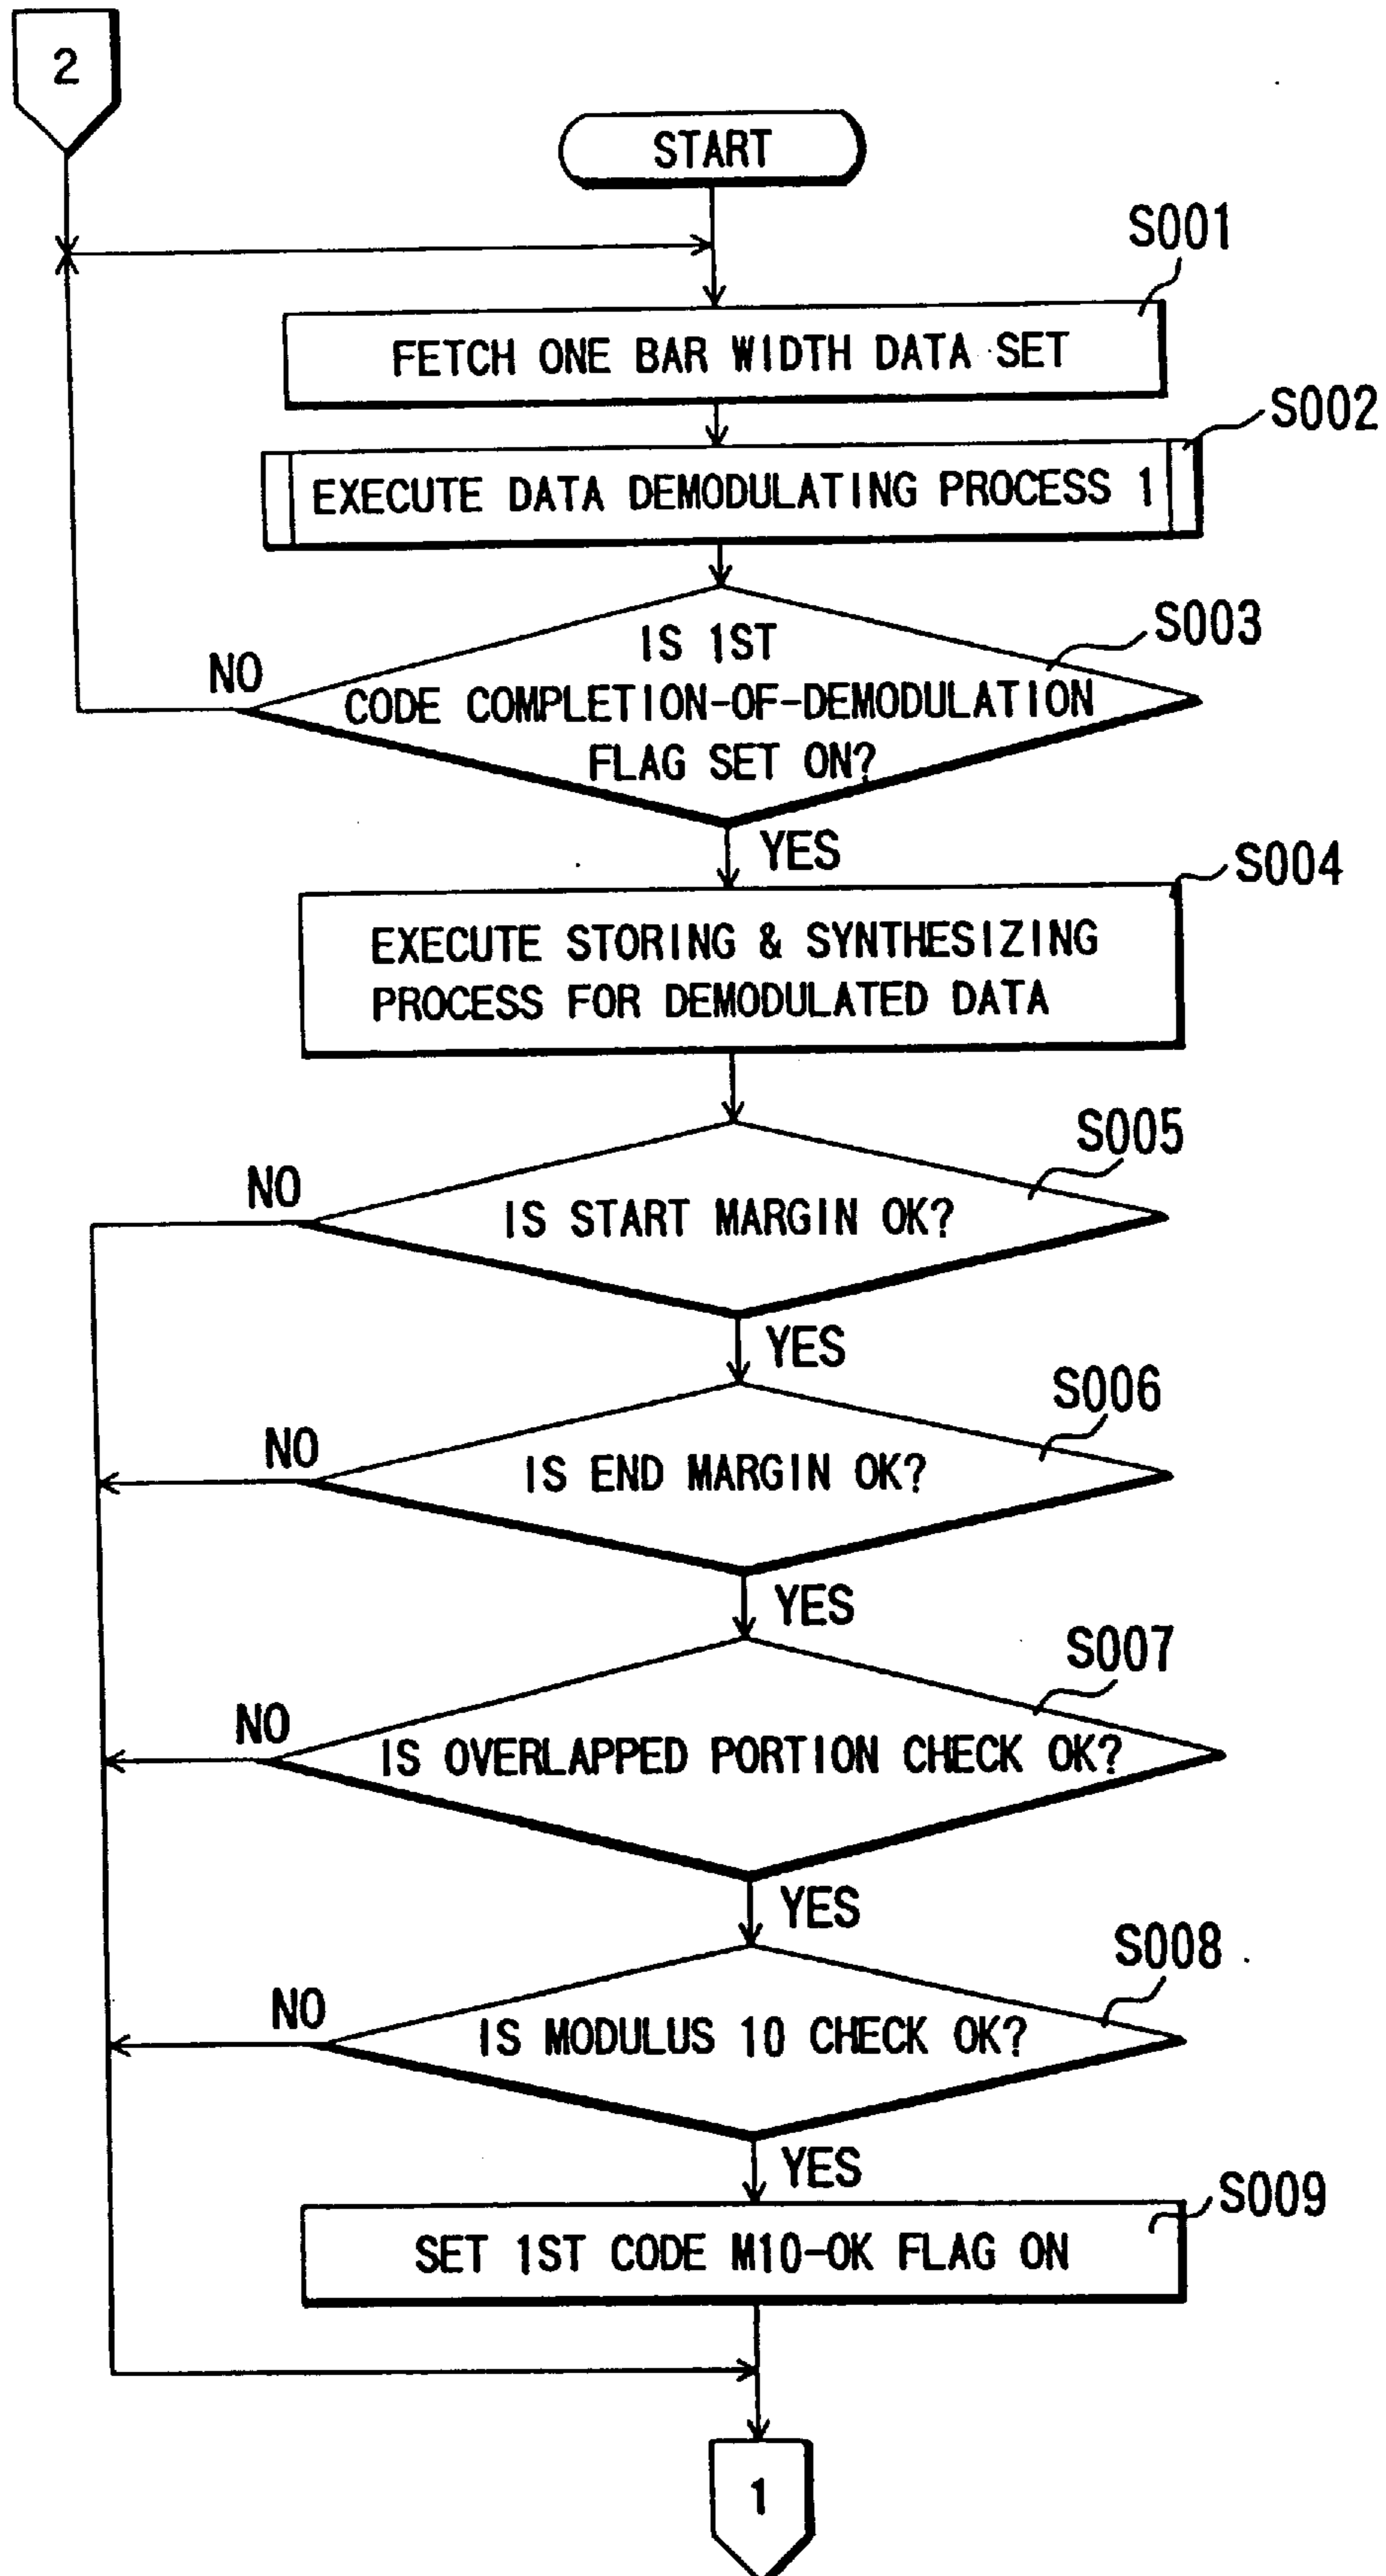 2
START
S001
FETCH ONE BAR WIDTH DATA SET
S002
EXECUTE DATA DEMODULATING PROCESS 1
S003
IS 1ST
CODE COMPLETION-OF-DEMODULATION
FLAG SET ON?
NO
YES
S004
EXECUTE STORING & SYNTHESIZING
PROCESS FOR DEMODULATED DATA
S005
NO
IS START MARGIN OK?
YES
S006
NO
IS END MARGIN OK?
YES
S007
NO
IS OVERLAPPED PORTION CHECK OK?
YES
S008
NO
IS MODULUS 10 CHECK OK?
YES
S009
SET 1ST CODE M10-OK FLAG ON
1